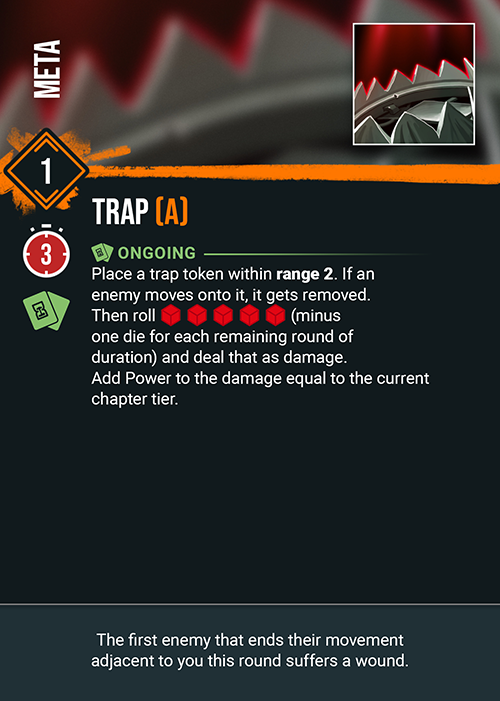 META
1
TRAP (A)
3
ONGOING
Place a trap token within range 2. If an
enemy moves onto it, it gets removed.
Then roll (minus
one die for each remaining round of
duration) and deal that as damage.
Add Power to the damage equal to the current
chapter tier.
The first enemy that ends their movement
adjacent to you this round suffers a wound.